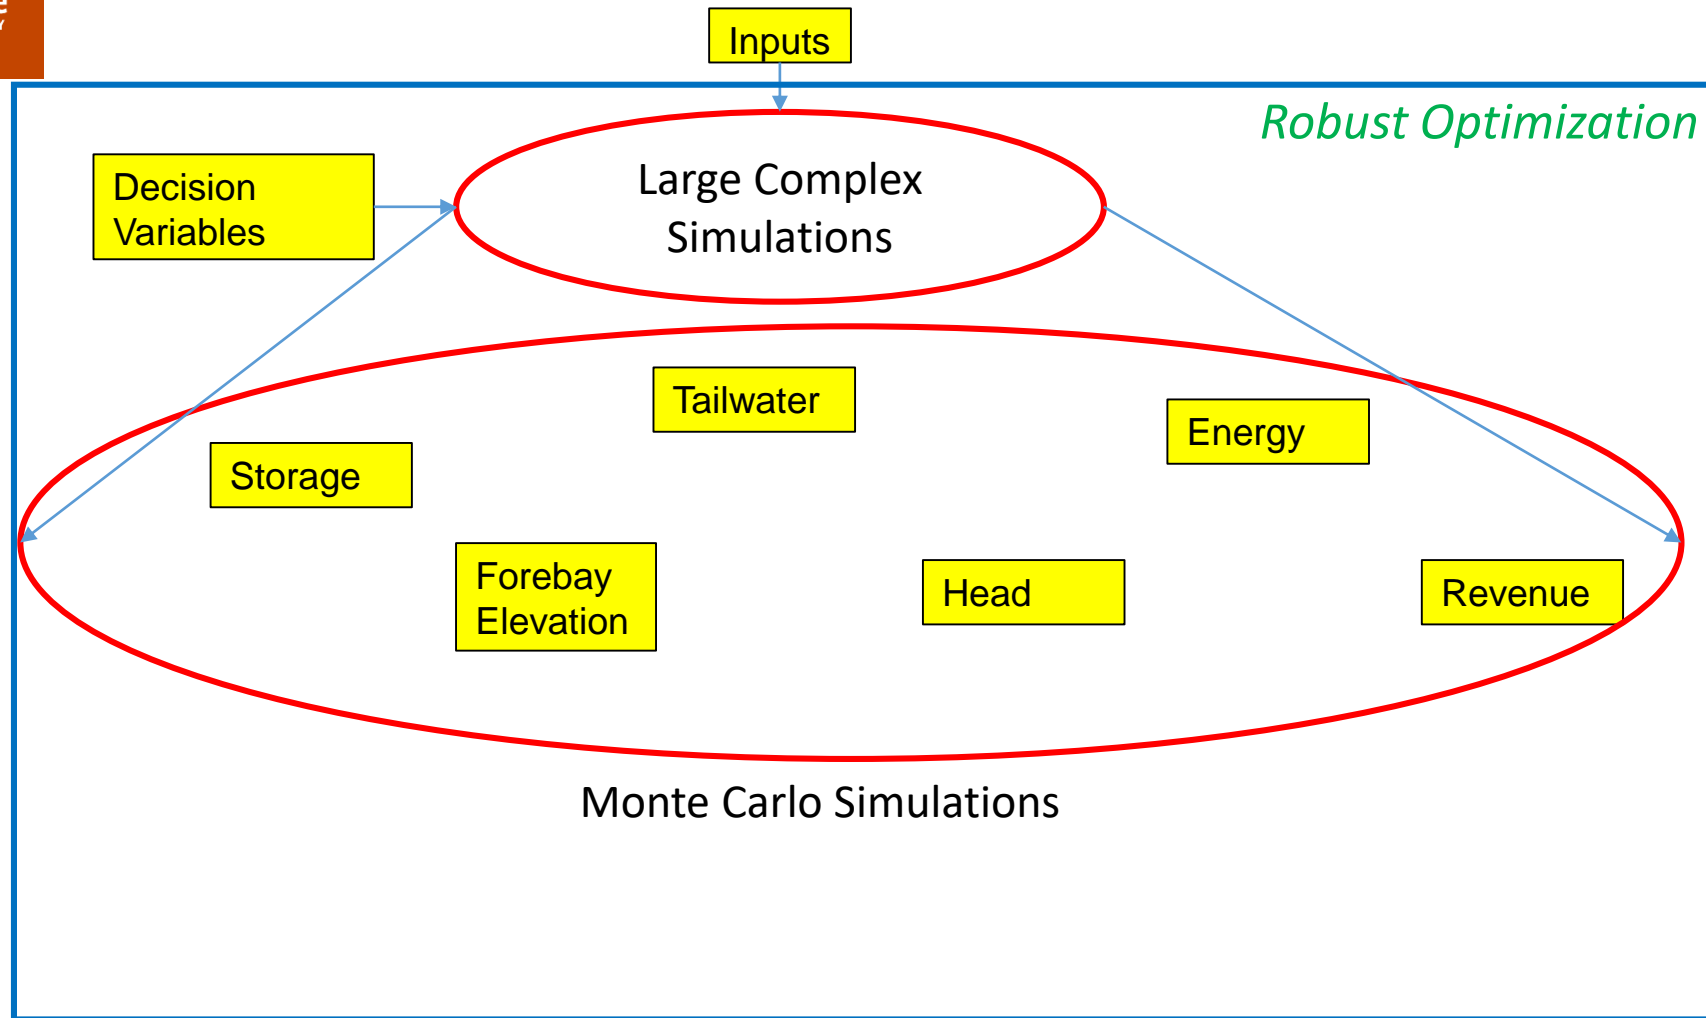 Inputs
Robust Optimization
Decision
Variables
Large Complex
Simulations
Tailwater
Energy
Storage
Forebay
Elevation
Head
Revenue
Monte Carlo Simulations